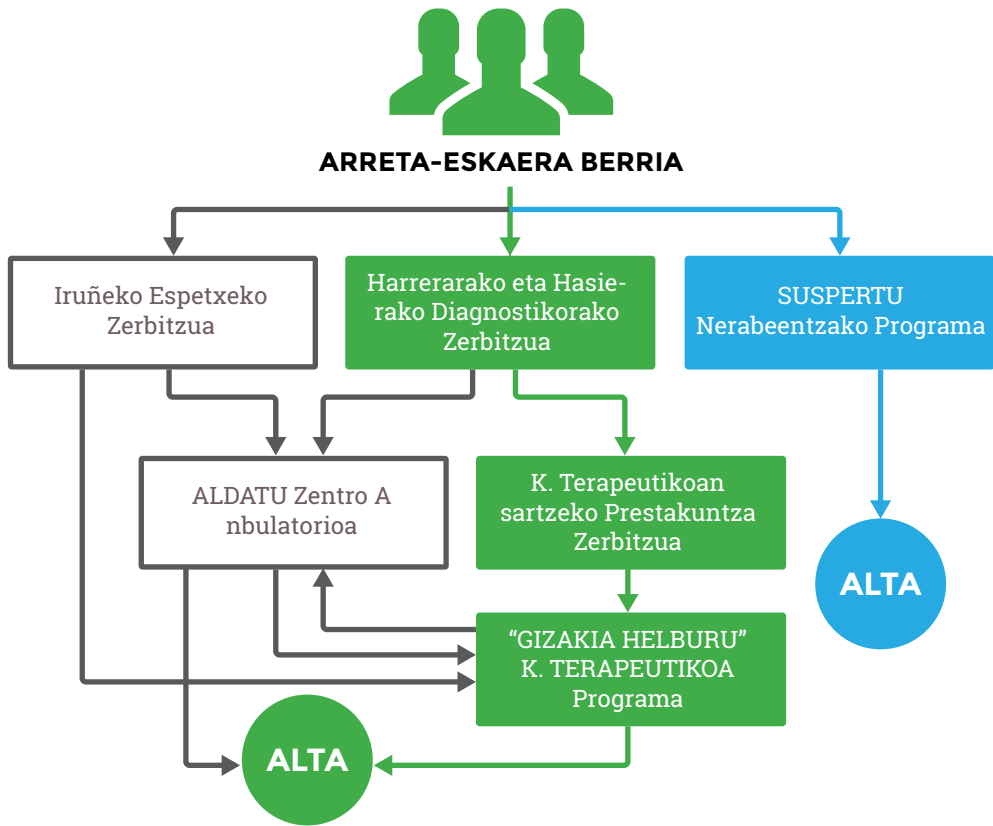 ARRETA-ESKAERA BERRIA
Iruñeko Espetxeko
Zerbitzua
Harrerarako eta Hasie-
rako Diagnostikorako
Zerbitzua
SUSPERTU
Nerabeentzako Programa
ALDATU Zentro A
nbulatorioa
K. Terapeutikoan
sartzeko Prestakuntza
Zerbitzua
ALTA
“GIZAKIA HELBURU”
K. TERAPEUTIKOA
Programa
ALTA